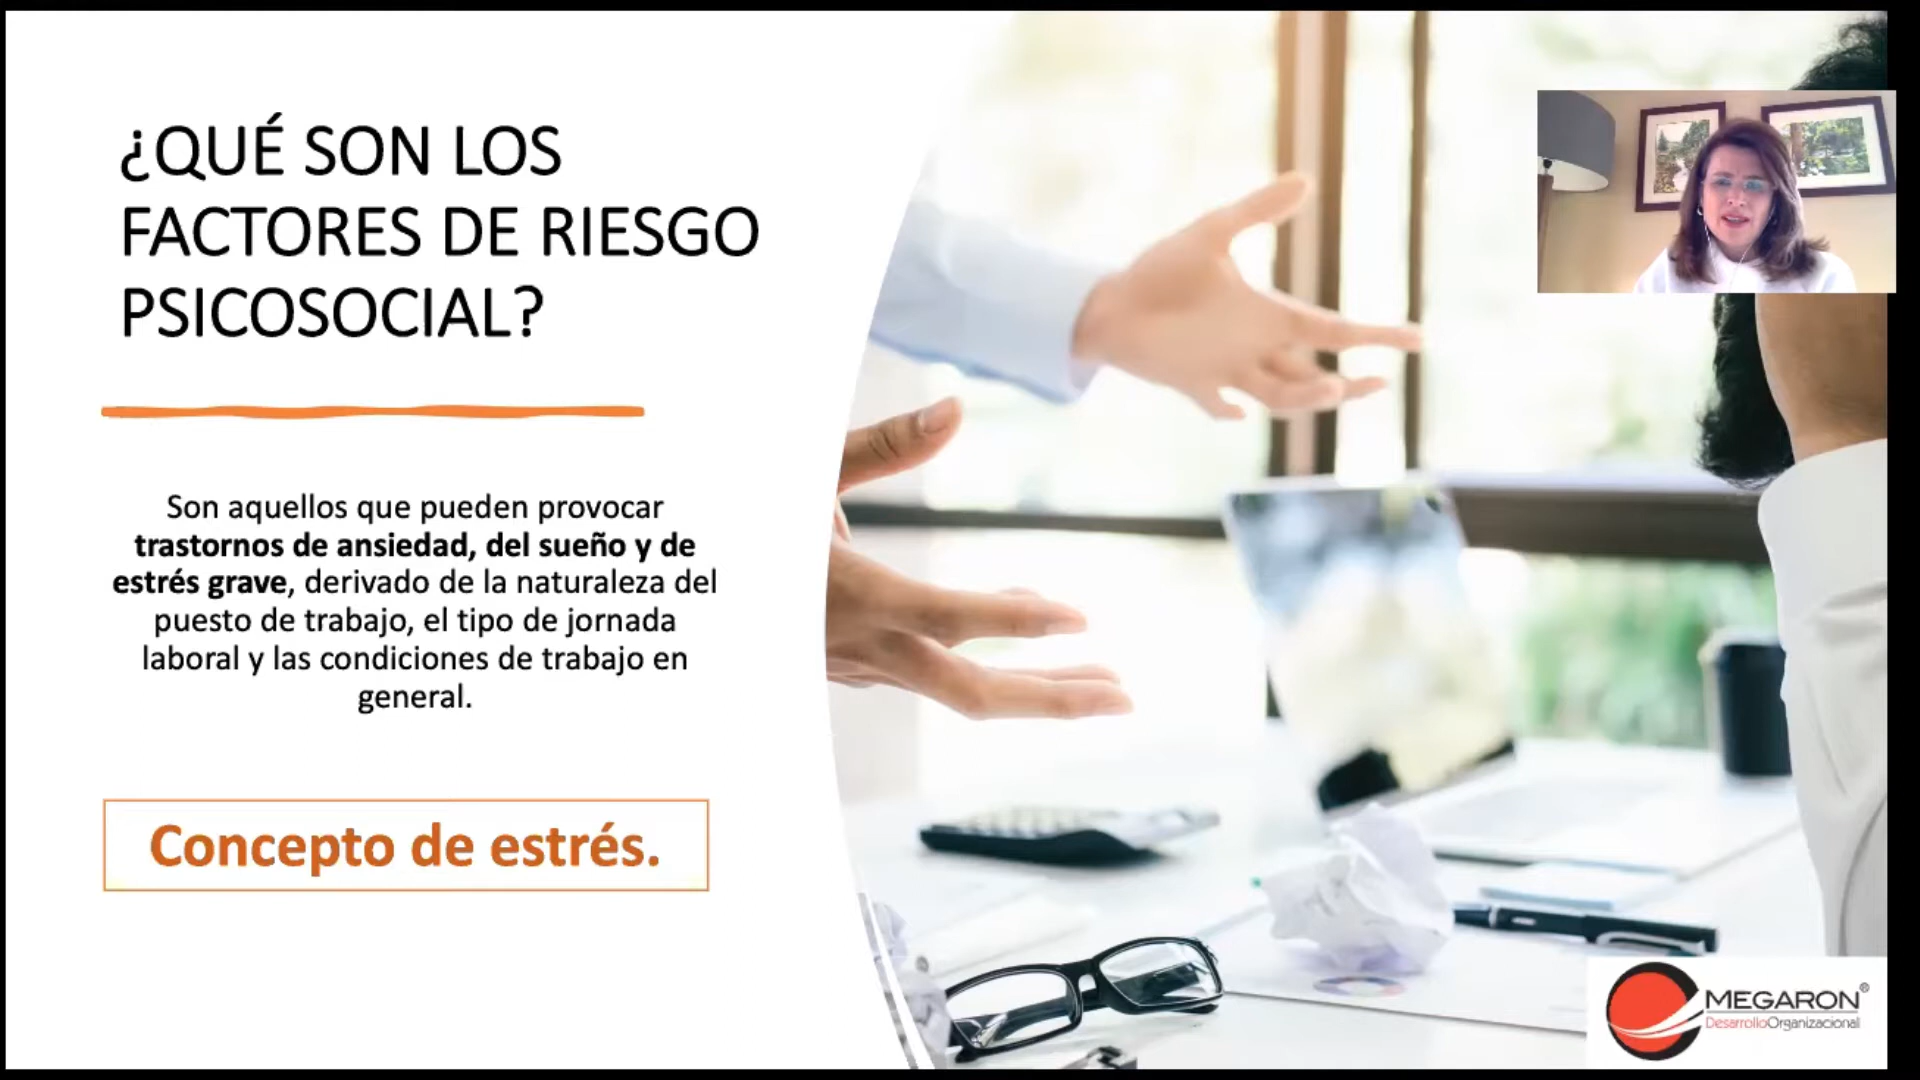 ¿QUÉ SON LOS
FACTORES DE RIESGO
PSICOSOCIAL?
Son aquellos que pueden provocar
trastornos de ansiedad, del sueño y de
estrés grave, derivado de la naturaleza del
puesto de trabajo, el tipo de jornada
laboral y las condiciones de trabajo en
general.
Concepto de estrés.
MEGARON®
DesarrolloOrganizacional